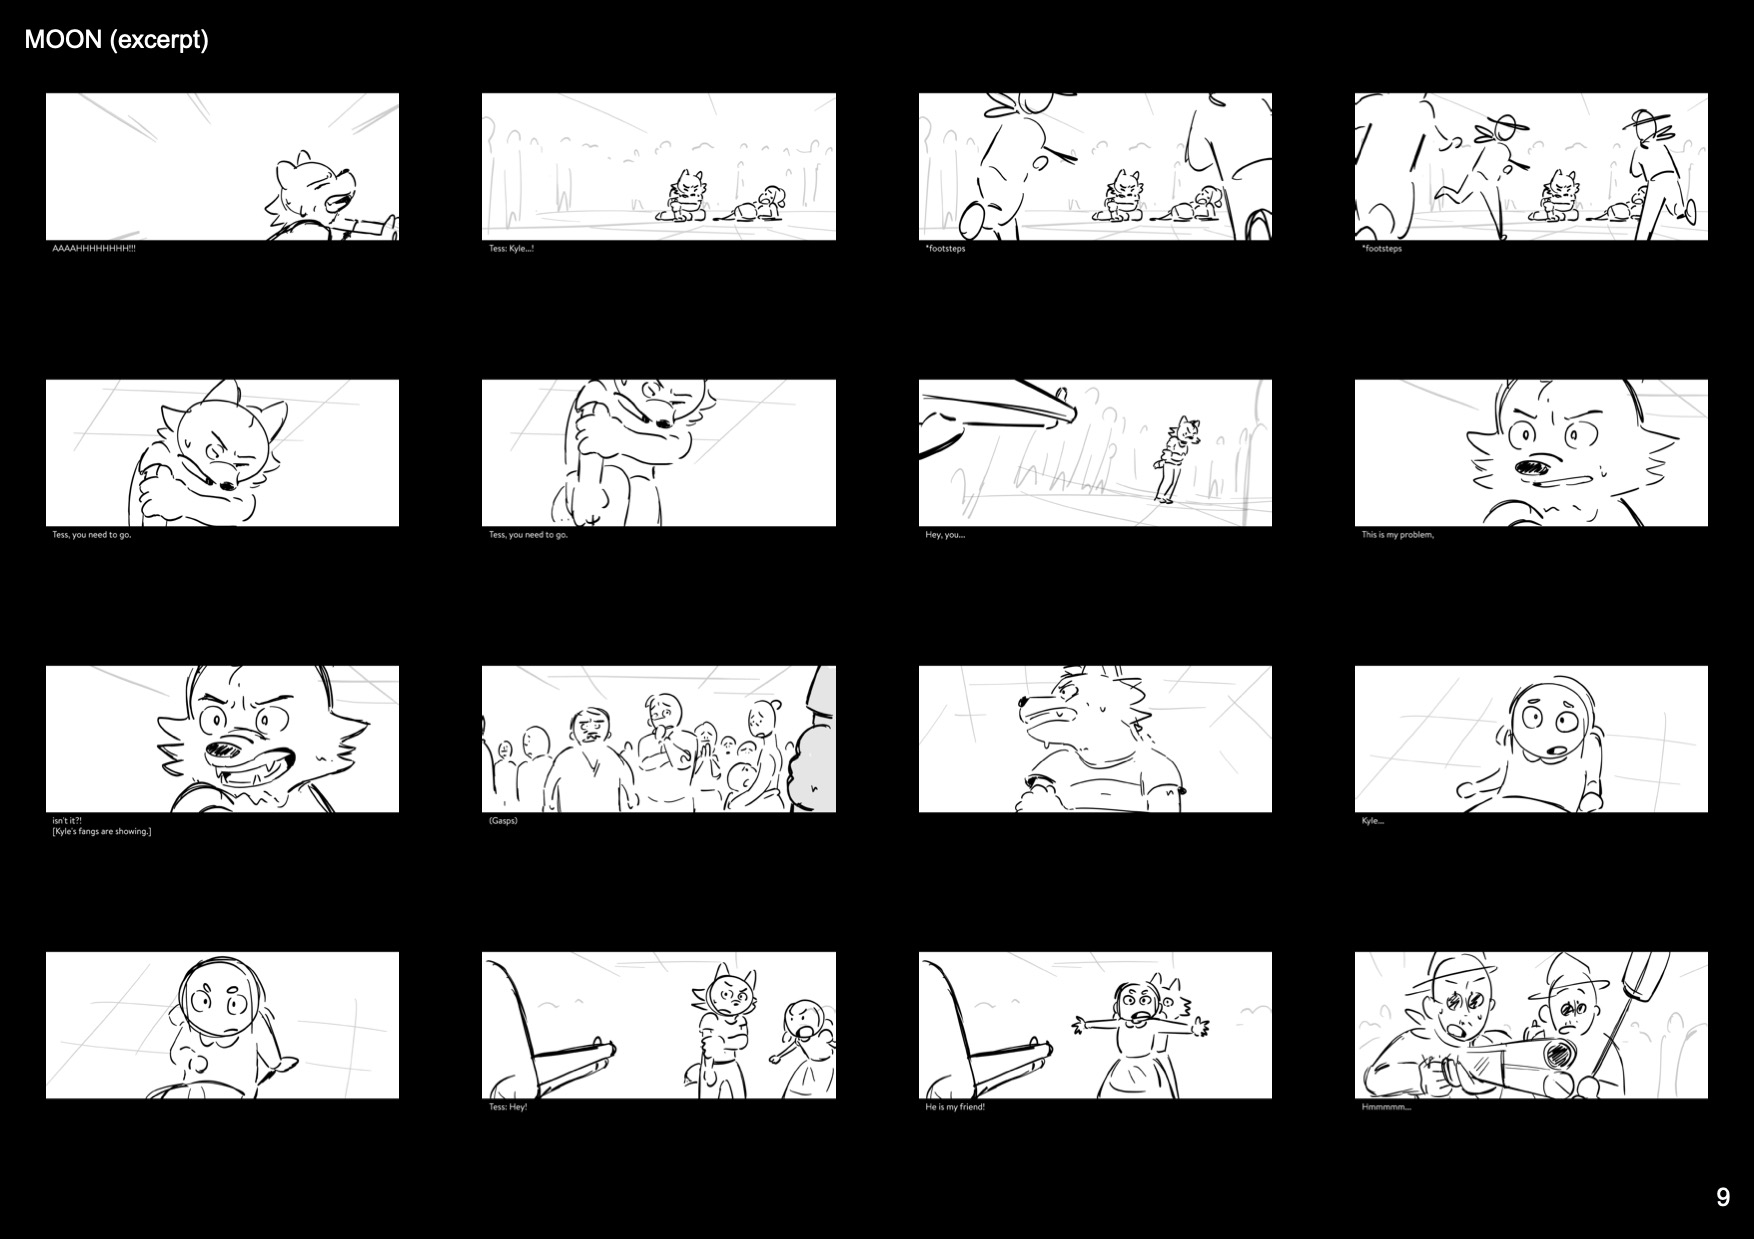 MOON (excerpt)
AAAAHHHHHHHH!!!
Tess: Kyle...!
*footsteps
*footsteps
Tess, you need to go.
Tess, you need to go.
Hey, you...
This is my problem,
isn't it?!
[Kyle's fangs are showing.]
(Gasps)
Kyle...
Tess: Hey!
He is my friend!
Hmmmmm...
9